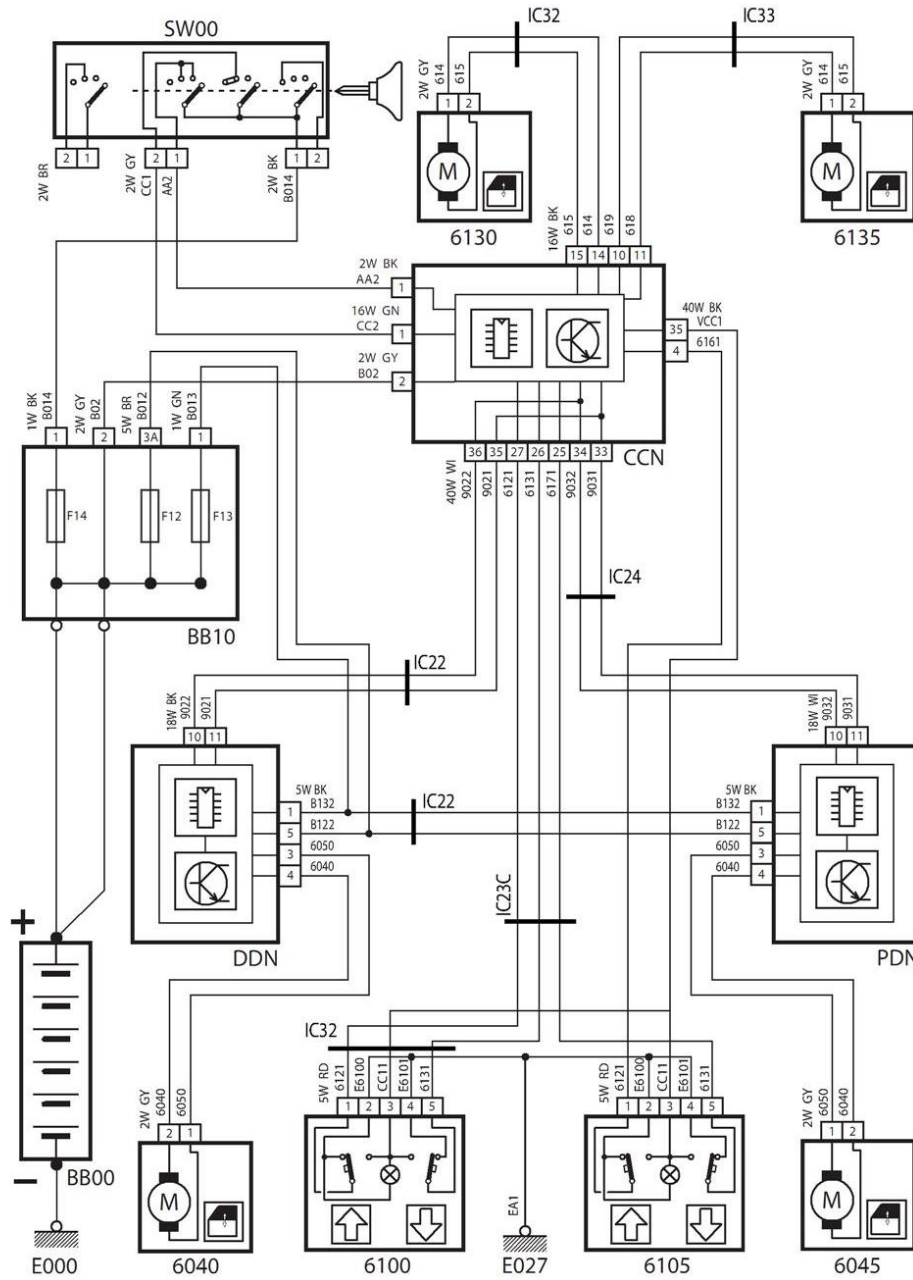 SW00
2W BR
2
1
2W GY
CC1
AA2
2
1
2W BK
B014
1
2
IC32
2W GY
614
615
1
2
M
6130
IC33
2W GY
614
615
1
2
M
6135
16W BK
615
614
619
618
15
14
10
11
2W BK
AA2
1
16W GN
CC2
1
2W GY
B02
2
40W BK
VCC1
35
6161
4
CCN
36
35
27
26
25
34
33
40W WI
9022
9021
6121
6131
6171
9032
9031
1W BK
B014
2W GY
B02
5W BR
B012
1W GN
B013
1
2
3A
1
F14
F12
F13
BB10
IC24
IC22
18W BK
9022
9021
10
11
5W BK
B132
1
B122
5
6050
3
6040
4
DDN
IC22
18W WI
9032
9031
10
11
5W BK
B132
1
B122
5
6050
3
6040
4
PDN
IC23C
+
–
BB00
E000
2W GY
6040
6050
2
1
M
6040
IC32
5W RD
6121
E6100
CC11
E6101
6131
1
2
3
4
5
6100
EA1
E027
5W RD
6121
E6100
CC11
E6101
6131
1
2
3
4
5
6105
2W GY
6050
6040
1
2
M
6045